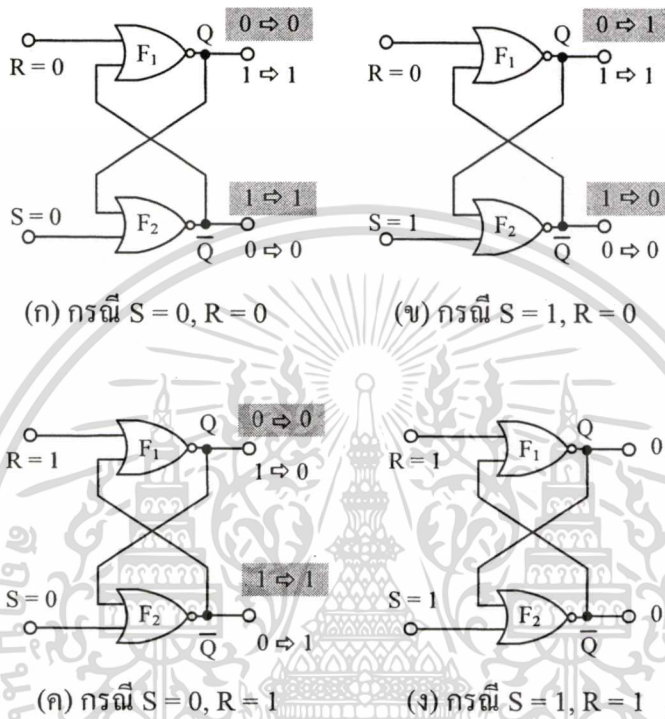 Q 0 ⇨ 0 Q 0 ⇨ 1
F₁ F₁
R = 0 1 ⇨ 1 R = 0 1 ⇨ 1
1 ⇨ 1 1 ⇨ 0
S = 0 F₂ S = 1 F₂
Q̅ 0 ⇨ 0 Q̅ 0 ⇨ 0
(ก) กรณี S = 0, R = 0 (ข) กรณี S = 1, R = 0
Q 0 ⇨ 0 Q
F₁ F₁ 0
R = 1 1 ⇨ 0 R = 1
1 ⇨ 1
S = 0 F₂ S = 1 F₂ 0
Q̅ 0 ⇨ 1 Q̅
(ค) กรณี S = 0, R = 1 (ง) กรณี S = 1, R = 1